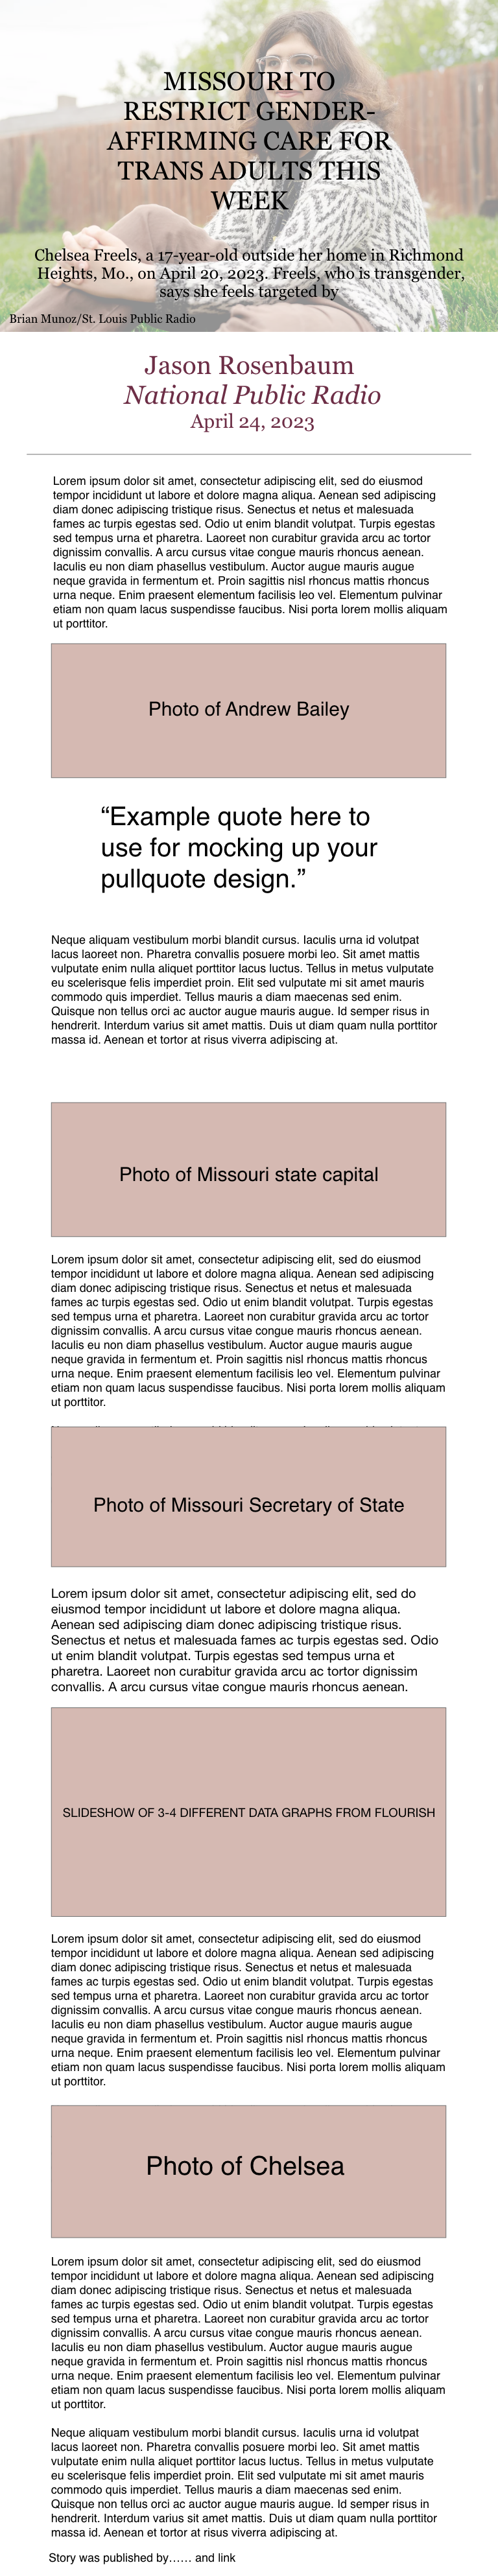 MISSOURI TO
RESTRICT GENDER-
AFFIRMING CARE FOR
TRANS ADULTS THIS
WEEK
Chelsea Freels, a 17-year-old outside her home in Richmond
Heights, Mo., on April 20, 2023. Freels, who is transgender,
says she feels targeted by
Brian Munoz/St. Louis Public Radio
Jason Rosenbaum
National Public Radio
April 24, 2023
Lorem ipsum dolor sit amet, consectetur adipiscing elit, sed do eiusmod
tempor incididunt ut labore et dolore magna aliqua. Aenean sed adipiscing
diam donec adipiscing tristique risus. Senectus et netus et malesuada
fames ac turpis egestas sed. Odio ut enim blandit volutpat. Turpis egestas
sed tempus urna et pharetra. Laoreet non curabitur gravida arcu ac tortor
dignissim convallis. A arcu cursus vitae congue mauris rhoncus aenean.
Iaculis eu non diam phasellus vestibulum. Auctor augue mauris augue
neque gravida in fermentum et. Proin sagittis nisl rhoncus mattis rhoncus
urna neque. Enim praesent elementum facilisis leo vel. Elementum pulvinar
etiam non quam lacus suspendisse faucibus. Nisi porta lorem mollis aliquam
ut porttitor.
Photo of Andrew Bailey
“Example quote here to
use for mocking up your
pullquote design.”
Neque aliquam vestibulum morbi blandit cursus. Iaculis urna id volutpat
lacus laoreet non. Pharetra convallis posuere morbi leo. Sit amet mattis
vulputate enim nulla aliquet porttitor lacus luctus. Tellus in metus vulputate
eu scelerisque felis imperdiet proin. Elit sed vulputate mi sit amet mauris
commodo quis imperdiet. Tellus mauris a diam maecenas sed enim.
Quisque non tellus orci ac auctor augue mauris augue. Id semper risus in
hendrerit. Interdum varius sit amet mattis. Duis ut diam quam nulla porttitor
massa id. Aenean et tortor at risus viverra adipiscing at.
Photo of Missouri state capital
Lorem ipsum dolor sit amet, consectetur adipiscing elit, sed do eiusmod
tempor incididunt ut labore et dolore magna aliqua. Aenean sed adipiscing
diam donec adipiscing tristique risus. Senectus et netus et malesuada
fames ac turpis egestas sed. Odio ut enim blandit volutpat. Turpis egestas
sed tempus urna et pharetra. Laoreet non curabitur gravida arcu ac tortor
dignissim convallis. A arcu cursus vitae congue mauris rhoncus aenean.
Iaculis eu non diam phasellus vestibulum. Auctor augue mauris augue
neque gravida in fermentum et. Proin sagittis nisl rhoncus mattis rhoncus
urna neque. Enim praesent elementum facilisis leo vel. Elementum pulvinar
etiam non quam lacus suspendisse faucibus. Nisi porta lorem mollis aliquam
ut porttitor.
Photo of Missouri Secretary of State
Lorem ipsum dolor sit amet, consectetur adipiscing elit, sed do
eiusmod tempor incididunt ut labore et dolore magna aliqua.
Aenean sed adipiscing diam donec adipiscing tristique risus.
Senectus et netus et malesuada fames ac turpis egestas sed. Odio
ut enim blandit volutpat. Turpis egestas sed tempus urna et
pharetra. Laoreet non curabitur gravida arcu ac tortor dignissim
convallis. A arcu cursus vitae congue mauris rhoncus aenean.
SLIDESHOW OF 3-4 DIFFERENT DATA GRAPHS FROM FLOURISH
Lorem ipsum dolor sit amet, consectetur adipiscing elit, sed do eiusmod
tempor incididunt ut labore et dolore magna aliqua. Aenean sed adipiscing
diam donec adipiscing tristique risus. Senectus et netus et malesuada
fames ac turpis egestas sed. Odio ut enim blandit volutpat. Turpis egestas
sed tempus urna et pharetra. Laoreet non curabitur gravida arcu ac tortor
dignissim convallis. A arcu cursus vitae congue mauris rhoncus aenean.
Iaculis eu non diam phasellus vestibulum. Auctor augue mauris augue
neque gravida in fermentum et. Proin sagittis nisl rhoncus mattis rhoncus
urna neque. Enim praesent elementum facilisis leo vel. Elementum pulvinar
etiam non quam lacus suspendisse faucibus. Nisi porta lorem mollis aliquam
ut porttitor.
Photo of Chelsea
Lorem ipsum dolor sit amet, consectetur adipiscing elit, sed do eiusmod
tempor incididunt ut labore et dolore magna aliqua. Aenean sed adipiscing
diam donec adipiscing tristique risus. Senectus et netus et malesuada
fames ac turpis egestas sed. Odio ut enim blandit volutpat. Turpis egestas
sed tempus urna et pharetra. Laoreet non curabitur gravida arcu ac tortor
dignissim convallis. A arcu cursus vitae congue mauris rhoncus aenean.
Iaculis eu non diam phasellus vestibulum. Auctor augue mauris augue
neque gravida in fermentum et. Proin sagittis nisl rhoncus mattis rhoncus
urna neque. Enim praesent elementum facilisis leo vel. Elementum pulvinar
etiam non quam lacus suspendisse faucibus. Nisi porta lorem mollis aliquam
ut porttitor.
Neque aliquam vestibulum morbi blandit cursus. Iaculis urna id volutpat
lacus laoreet non. Pharetra convallis posuere morbi leo. Sit amet mattis
vulputate enim nulla aliquet porttitor lacus luctus. Tellus in metus vulputate
eu scelerisque felis imperdiet proin. Elit sed vulputate mi sit amet mauris
commodo quis imperdiet. Tellus mauris a diam maecenas sed enim.
Quisque non tellus orci ac auctor augue mauris augue. Id semper risus in
hendrerit. Interdum varius sit amet mattis. Duis ut diam quam nulla porttitor
massa id. Aenean et tortor at risus viverra adipiscing at.
Story was published by…… and link